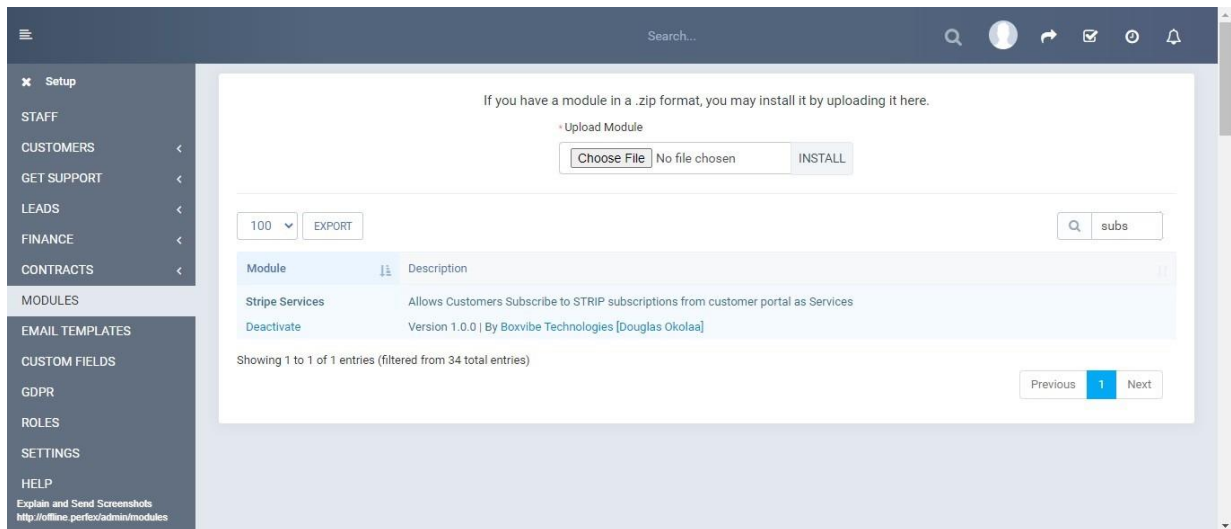 Search...
Setup
STAFF
CUSTOMERS
GET SUPPORT
LEADS
FINANCE
CONTRACTS
MODULES
EMAIL TEMPLATES
CUSTOM FIELDS
GDPR
ROLES
SETTINGS
HELP
Explain and Send Screenshots
http://offline.perfex/admin/modules
If you have a module in a .zip format, you may install it by uploading it here.
* Upload Module
Choose File No file chosen INSTALL
100 EXPORT subs
Module Description
Stripe Services Allows Customers Subscribe to STRIP subscriptions from customer portal as Services
Deactivate Version 1.0.0 | By Boxvibe Technologies [Douglas Okolaa]
Showing 1 to 1 of 1 entries (filtered from 34 total entries)
Previous 1 Next